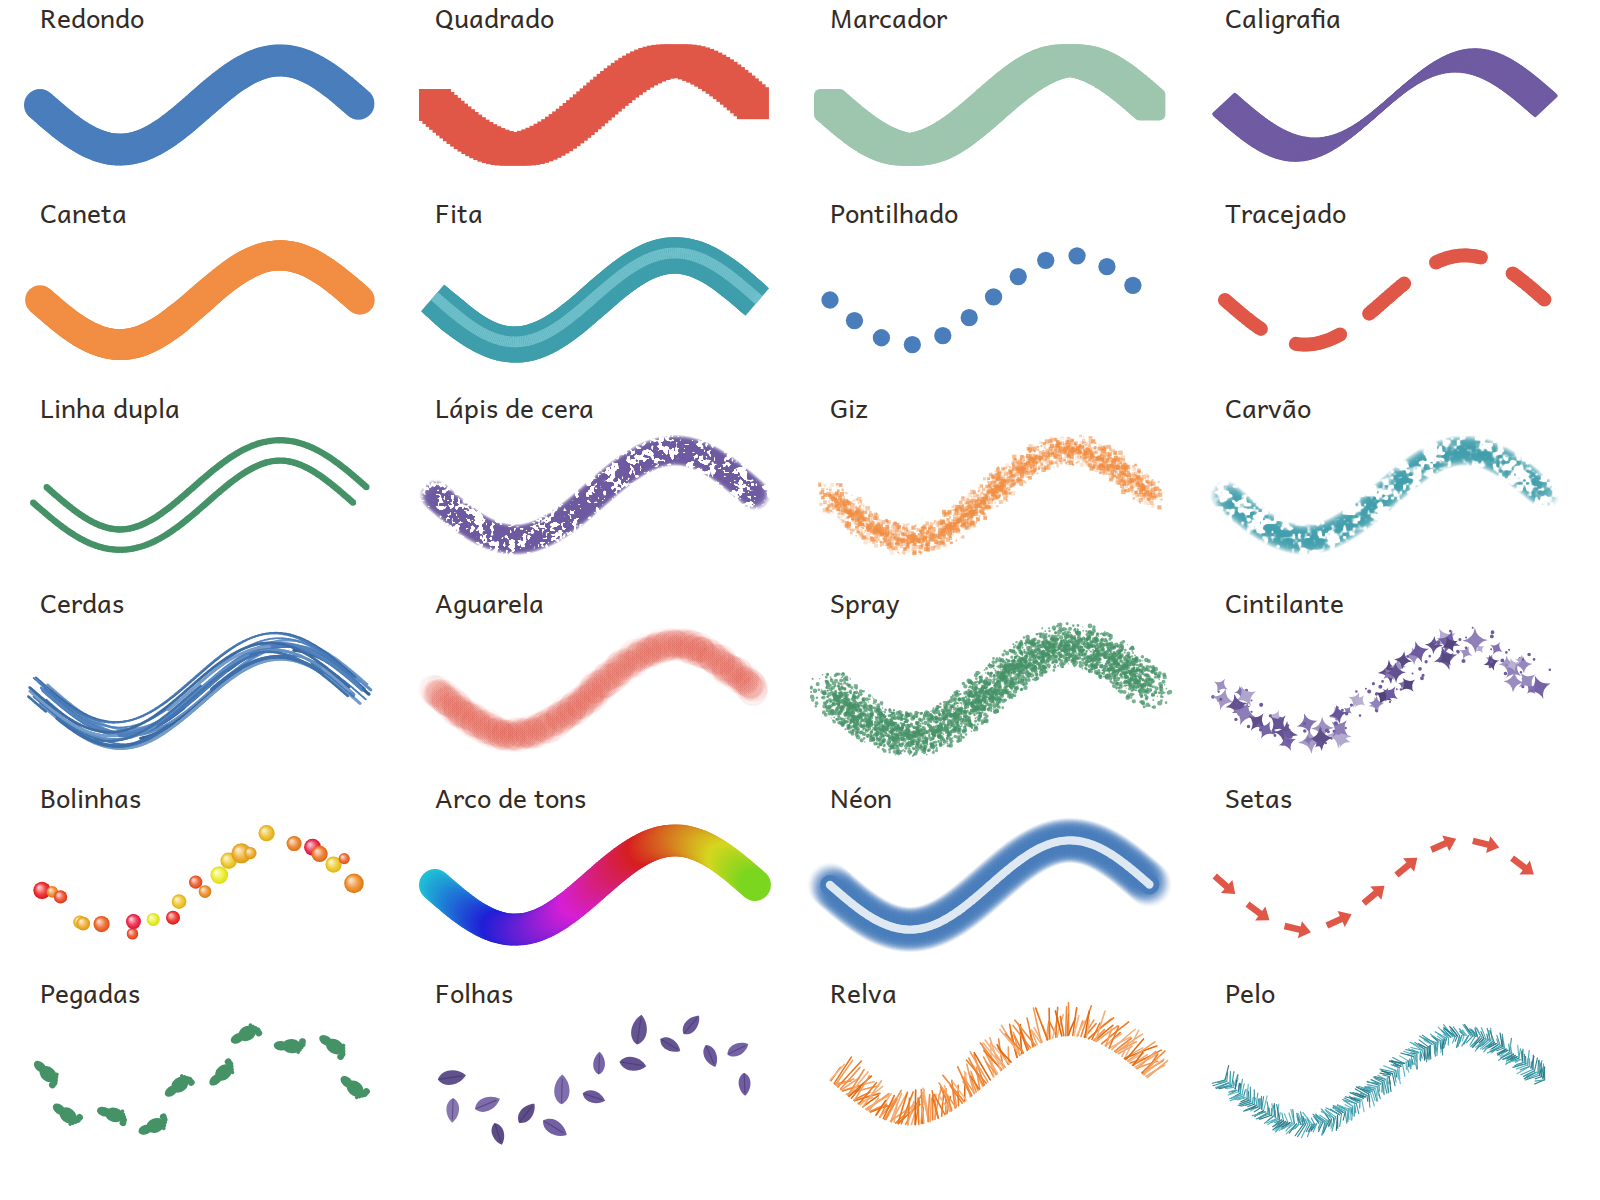 Redondo
Quadrado
Marcador
Caligrafia
Caneta
Fita
Pontilhado
Tracejado
Linha dupla
Lápis de cera
Giz
Carvão
Cerdas
Aguarela
Spray
Cintilante
Bolinhas
Arco de tons
Néon
Setas
Pegadas
Folhas
Relva
Pelo